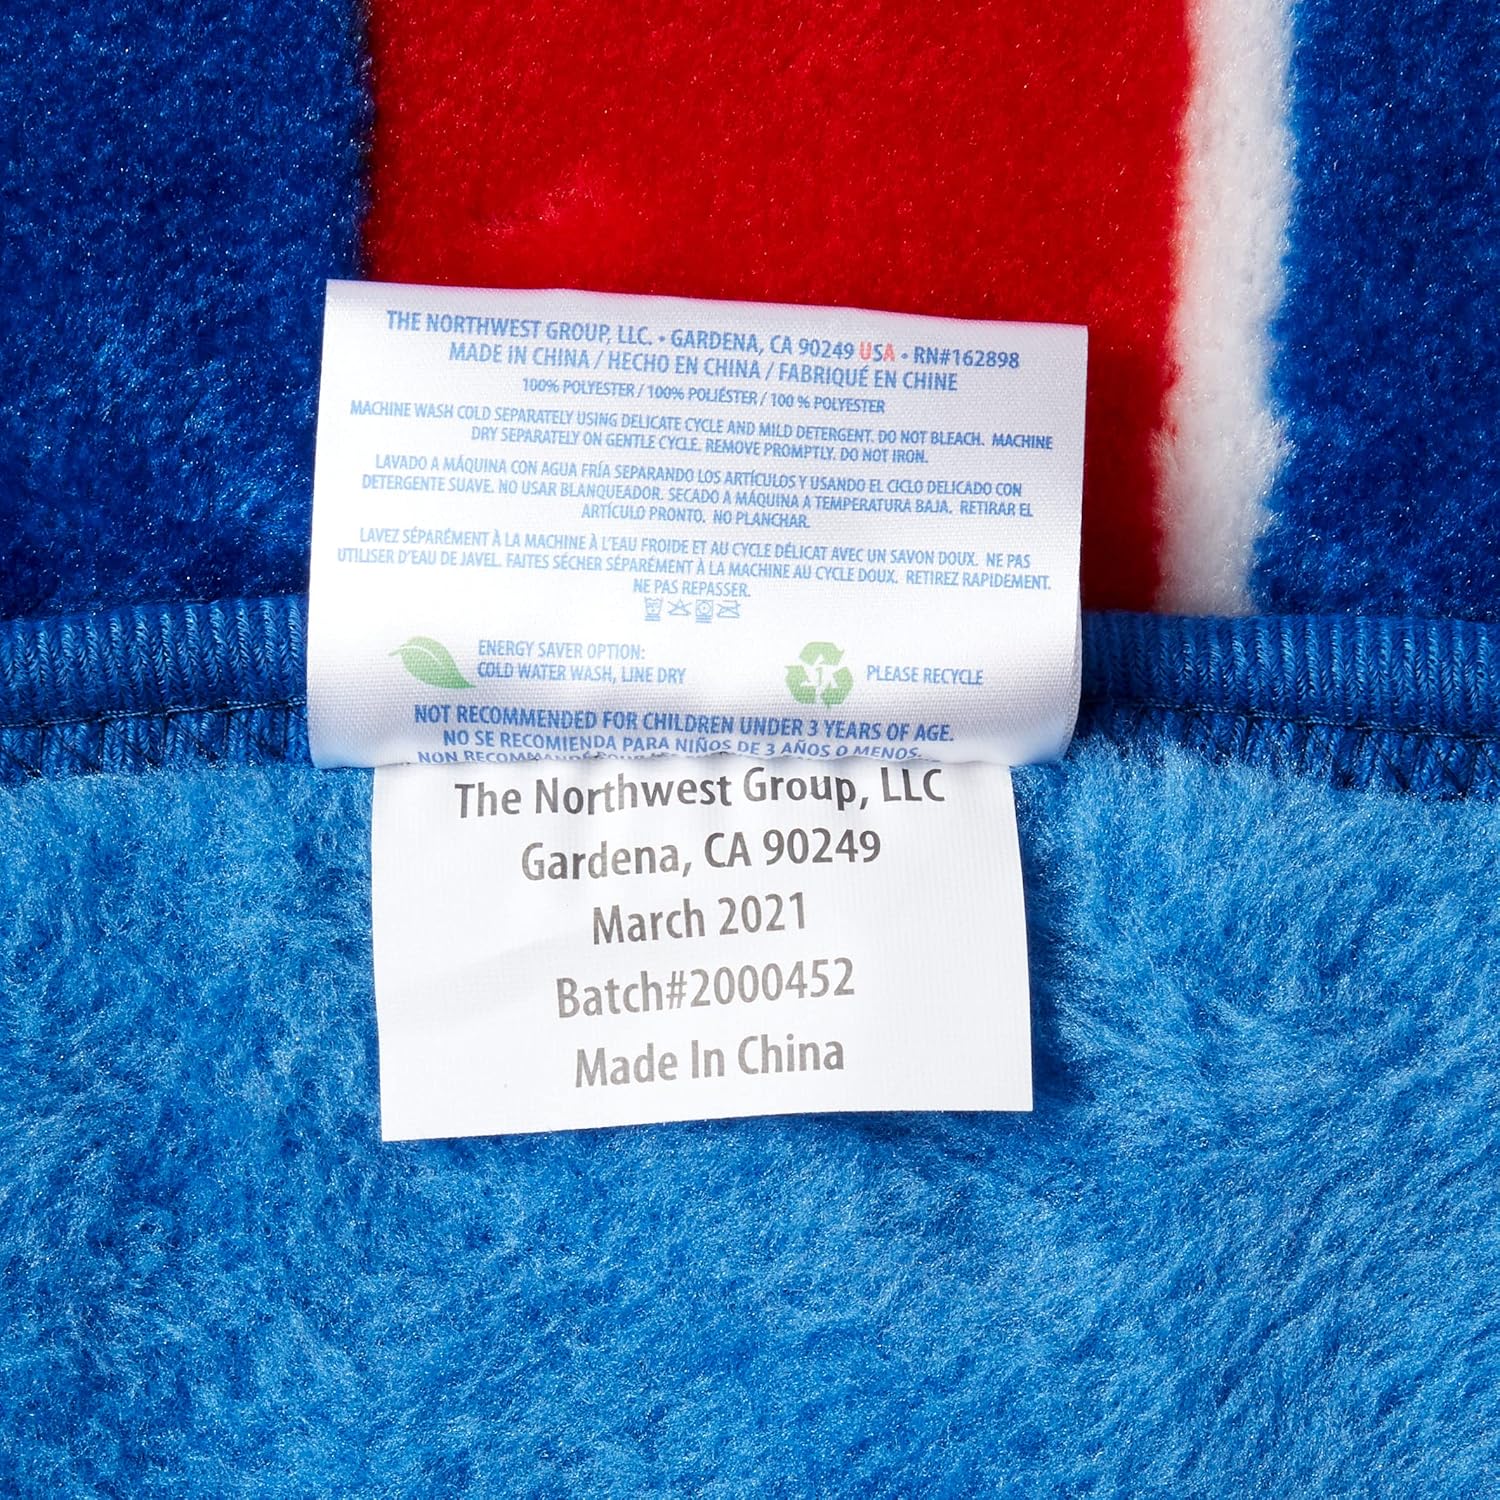 THE NORTHWEST GROUP, LLC. • GARDENA, CA 90249 USA • RN#162898
MADE IN CHINA / HECHO EN CHINA / FABRIQUÉ EN CHINE
100% POLYESTER / 100% POLIÉSTER / 100 % POLYESTER
MACHINE WASH COLD SEPARATELY USING DELICATE CYCLE AND MILD DETERGENT. DO NOT BLEACH. MACHINE
DRY SEPARATELY ON GENTLE CYCLE. REMOVE PROMPTLY. DO NOT IRON.
LAVADO A MÁQUINA CON AGUA FRÍA SEPARANDO LOS ARTÍCULOS Y USANDO EL CICLO DELICADO CON
DETERGENTE SUAVE. NO USAR BLANQUEADOR. SECADO A MÁQUINA A TEMPERATURA BAJA. RETIRAR EL
ARTÍCULO PRONTO. NO PLANCHAR.
LAVEZ SÉPARÉMENT À LA MACHINE À L'EAU FROIDE ET AU CYCLE DÉLICAT AVEC UN SAVON DOUX. NE PAS
UTILISER D'EAU DE JAVEL. FAITES SÉCHER SÉPARÉMENT À LA MACHINE AU CYCLE DOUX. RETIREZ RAPIDEMENT.
NE PAS REPASSER.
ENERGY SAVER OPTION:
COLD WATER WASH, LINE DRY
1
PLEASE RECYCLE
NOT RECOMMENDED FOR CHILDREN UNDER 3 YEARS OF AGE.
NO SE RECOMIENDA PARA NIÑOS DE 3 AÑOS O MENOS.
NON RECOMMANDÉ POUR
The Northwest Group, LLC
Gardena, CA 90249
March 2021
Batch#2000452
Made In China